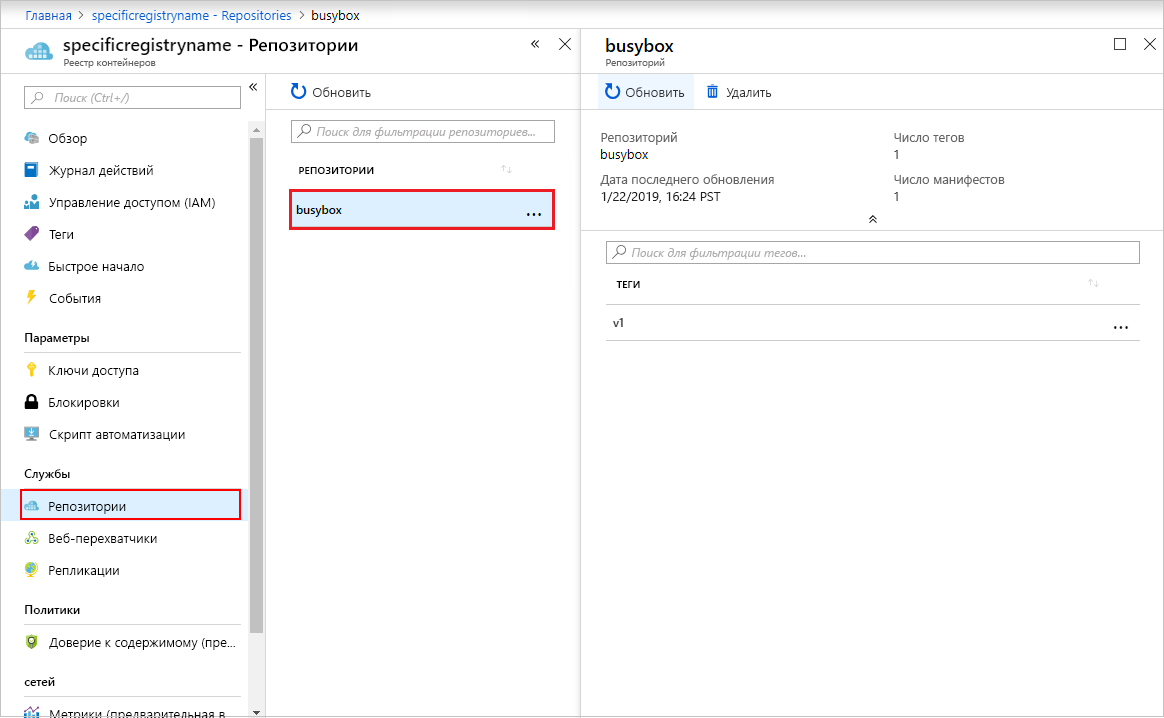 Главная > specificregistryname - Repositories > busybox
specificregistryname - Репозитории
Реестр контейнеров
Поиск (Ctrl+/)
Обзор
Журнал действий
Управление доступом (IAM)
Теги
Быстрое начало
События
Параметры
Ключи доступа
Блокировки
Скрипт автоматизации
Службы
Репозитории
Веб-перехватчики
Репликации
Политики
Доверие к содержимому (пре...
сетей
Метрики (предварительная в
Обновить
Поиск для фильтрации репозиториев...
РЕПОЗИТОРИИ
busybox ...
busybox
Репозиторий
Обновить Удалить
Репозиторий
busybox
Число тегов
1
Дата последнего обновления
1/22/2019, 16:24 PST
Число манифестов
1
Поиск для фильтрации тегов...
ТЕГИ
v1 ...